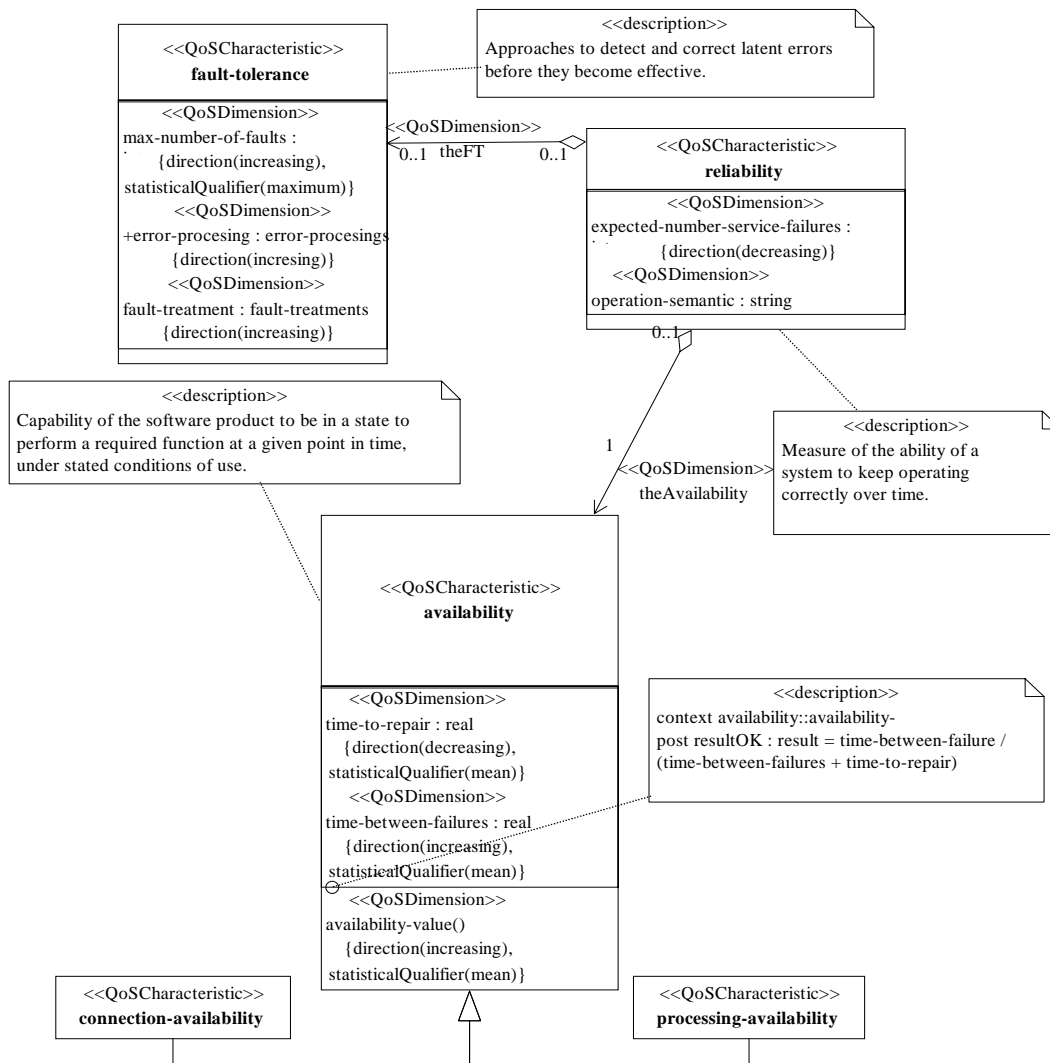 <<QoSCharacteristic>>
fault-tolerance
<<QoSDimension>>
max-number-of-faults :
{direction(increasing),
statisticalQualifier(maximum)}
<<QoSDimension>>
+error-procesing : error-procesings
{direction(incresing)}
<<QoSDimension>>
fault-treatment : fault-treatments
{direction(increasing)}
<<description>>
Approaches to detect and correct latent errors
before they become effective.
<<QoSDimension>>
0..1
theFT
0..1
<<QoSCharacteristic>>
reliability
<<QoSDimension>>
expected-number-service-failures :
{direction(decreasing)}
<<QoSDimension>>
operation-semantic : string
0..1
1
<<QoSDimension>>
theAvailability
<<description>>
Capability of the software product to be in a state to
perform a required function at a given point in time,
under stated conditions of use.
<<description>>
Measure of the ability of a
system to keep operating
correctly over time.
<<QoSCharacteristic>>
availability
<<QoSDimension>>
time-to-repair : real
{direction(decreasing),
statisticalQualifier(mean)}
<<QoSDimension>>
time-between-failures : real
{direction(increasing),
statisticalQualifier(mean)}
<<QoSDimension>>
availability-value()
{direction(increasing),
statisticalQualifier(mean)}
<<description>>
context availability::availability-
post resultOK : result = time-between-failure /
(time-between-failures + time-to-repair)
<<QoSCharacteristic>>
connection-availability
<<QoSCharacteristic>>
processing-availability